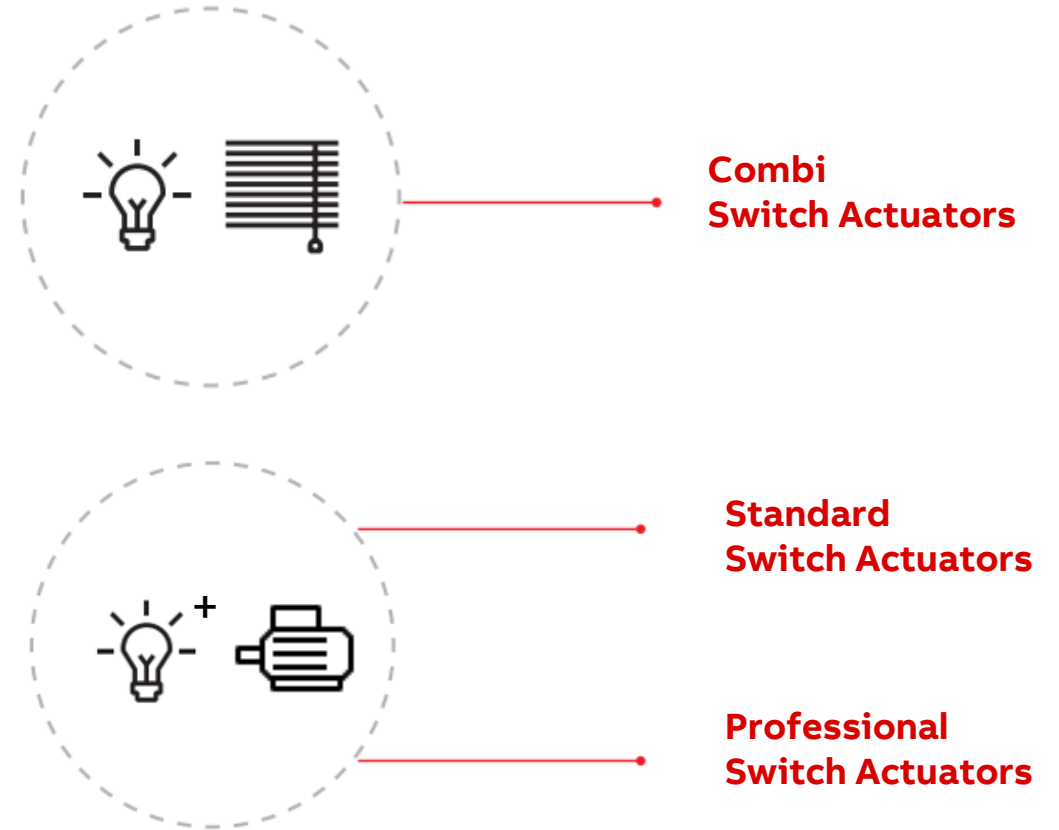 Combi
Switch Actuators
Standard
Switch Actuators
+
Professional
Switch Actuators